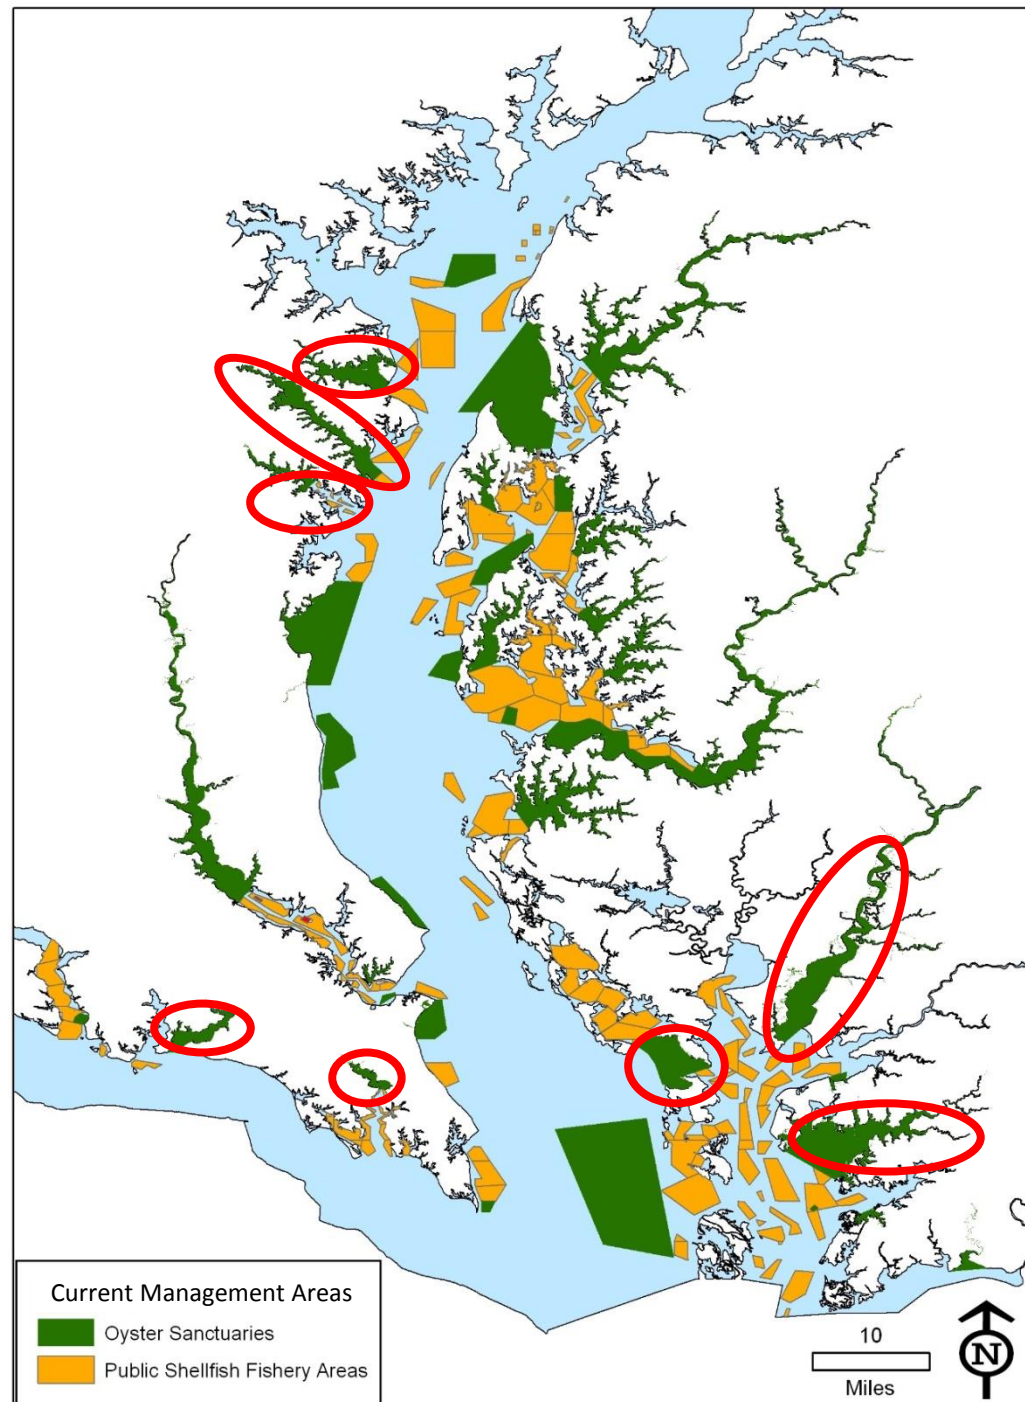 Current Management Areas
Oyster Sanctuaries
Public Shellfish Fishery Areas
10
Miles
N